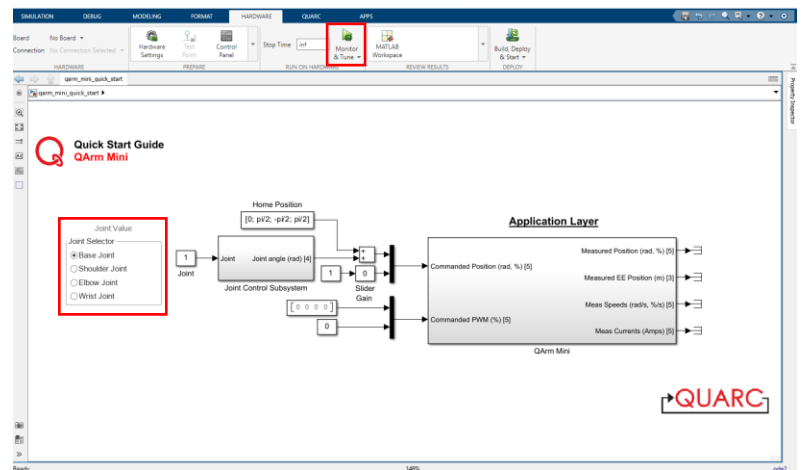 SIMULATION DEBUG MODELING FORMAT HARDWARE QUARC APPS
Board No Board
Connection No Connection Selected
Hardware Settings
Test Point
Control Panel
Stop Time inf
Monitor & Tune
MATLAB Workspace
Build, Deploy & Start
HARDWARE PREPARE RUN ON HARDWARE REVIEW RESULTS DEPLOY
qarm_mini_quick_start
qarm_mini_quick_start
Property Inspector
Quick Start Guide
QArm Mini
Home Position
[0; pi/2; -pi/2; pi/2]
Application Layer
Joint Value
Joint Selector
Base Joint
Shoulder Joint
Elbow Joint
Wrist Joint
1
Joint
Joint Joint angle (rad) [4]
Joint Control Subsystem
+
+
1
0
Slider
Gain
[ 0 0 0 0 ]
0
Commanded Position (rad, %) [5]
Commanded PWM (%) [5]
Measured Position (rad, %) [5]
Measured EE Position (m) [3]
Meas Speeds (rad/s, %/s) [5]
Meas Currents (Amps) [5]
QArm Mini
QUARC
Ready 148%